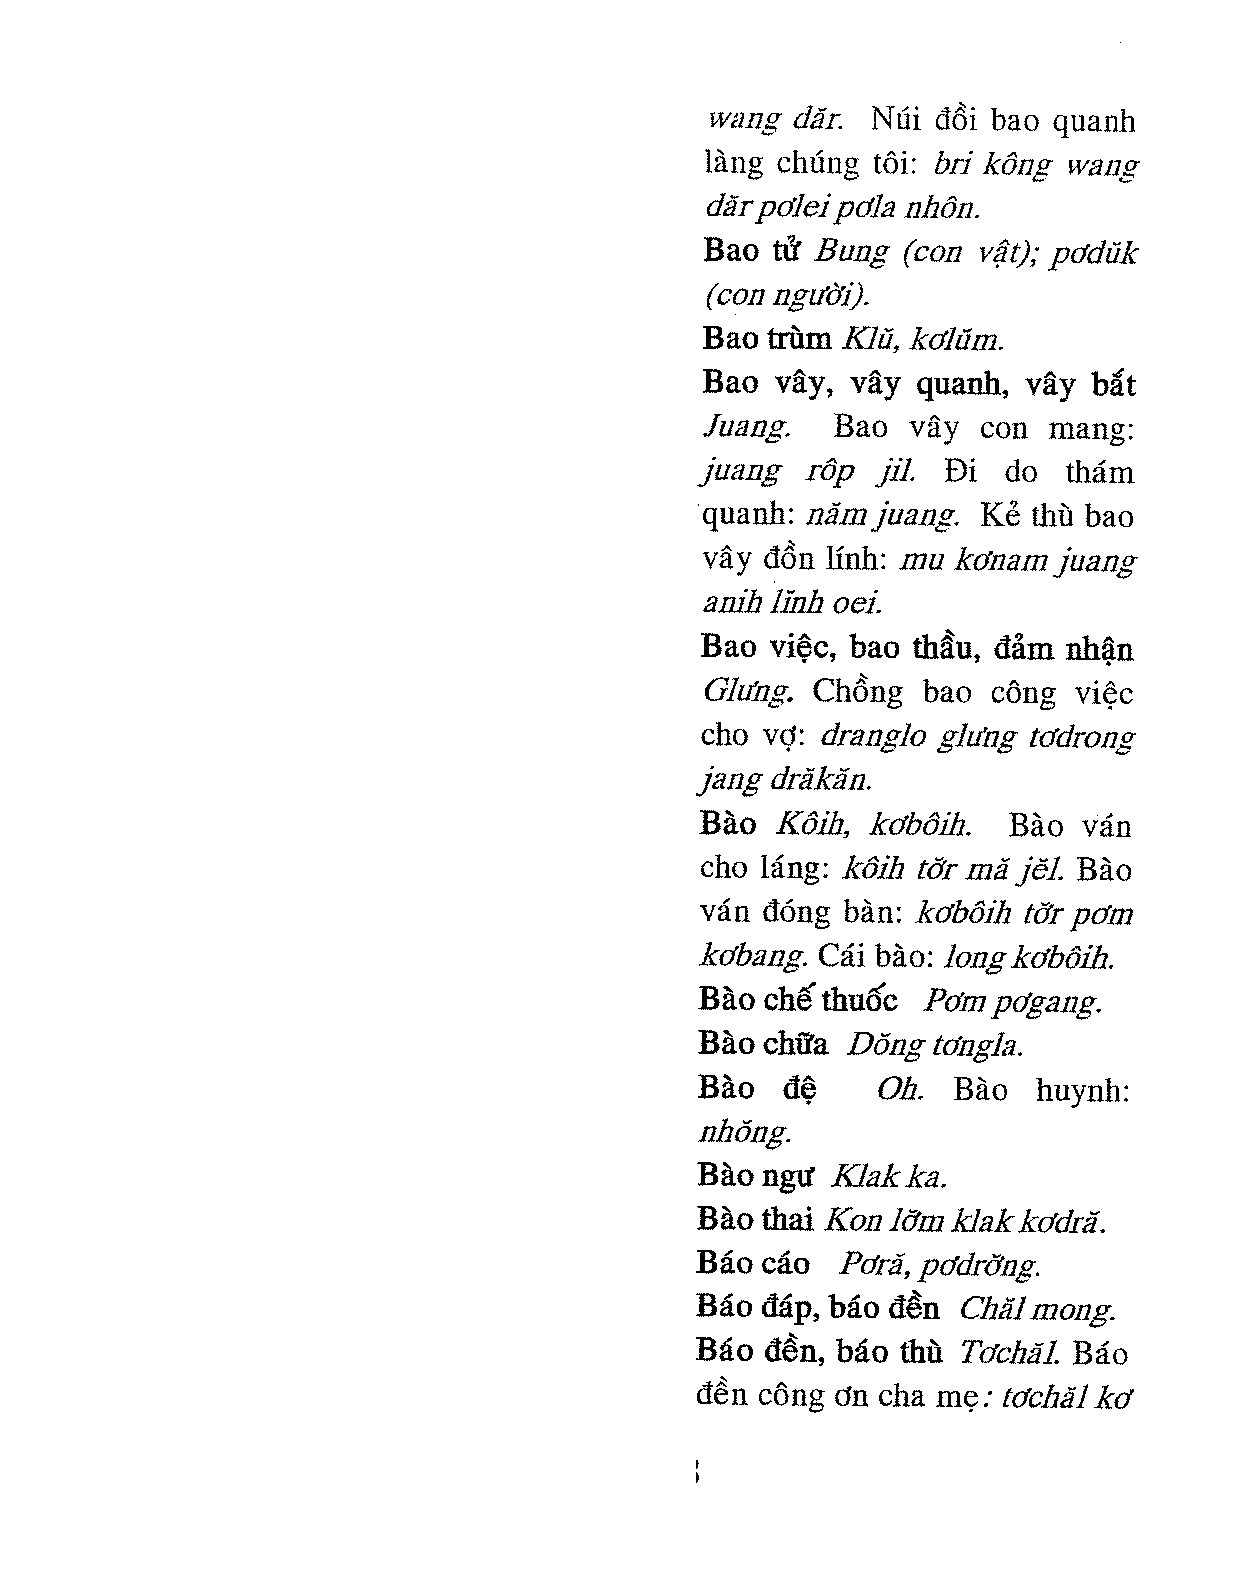 wang dăr. Núi đồi bao quanh
làng chúng tôi: bri kông wang
dăr pơlei pơla nhôn.
Bao tử Bung (con vật); pơdŭk
(con người).
Bao trùm Klŭ, kơlŭm.
Bao vây, vây quanh, vây bắt
Juang. Bao vây con mang:
juang rôp jil. Đi do thám
quanh: năm juang. Kẻ thù bao
vây đồn lính: mu kơnam juang
anih lĭnh oei.
Bao việc, bao thầu, đảm nhận
Glưng. Chồng bao công việc
cho vợ: dranglo glưng tơdrong
jang drăkăn.
Bào Kôih, kơbôih. Bào ván
cho láng: kôih tơ̆r mă jĕl. Bào
ván đóng bàn: kơbôih tơ̆r pơm
kơbang. Cái bào: long kơbôih.
Bào chế thuốc Pơm pơgang.
Bào chữa Dŏng tơngla.
Bào đệ Oh. Bào huynh:
nhŏng.
Bào ngư Klak ka.
Bào thai Kon lơ̆m klak kơdră.
Báo cáo Pơră, pơdrơ̆ng.
Báo đáp, báo đền Chăl mong.
Báo đền, báo thù Tơchăl. Báo
đền công ơn cha mẹ: tơchăl kơ